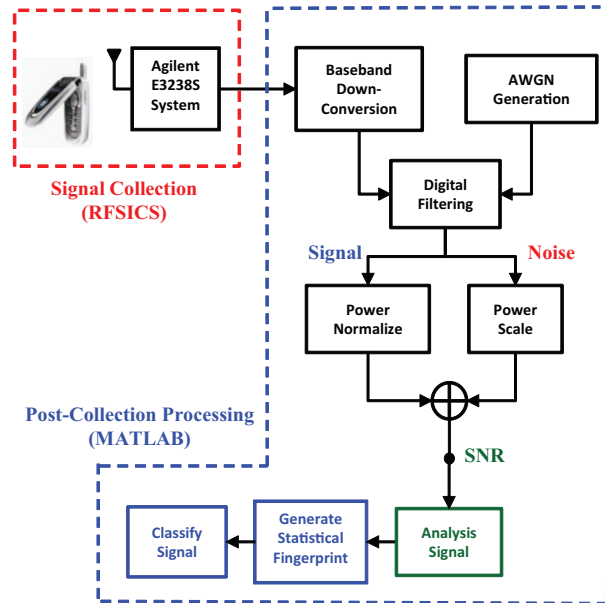 Agilent
E3238S
System
Baseband
Down-
Conversion
AWGN
Generation
Signal Collection
(RFSICS)
Digital
Filtering
Signal
Noise
Power
Normalize
Power
Scale
Post-Collection Processing
(MATLAB)
SNR
Classify
Signal
Generate
Statistical
Fingerprint
Analysis
Signal